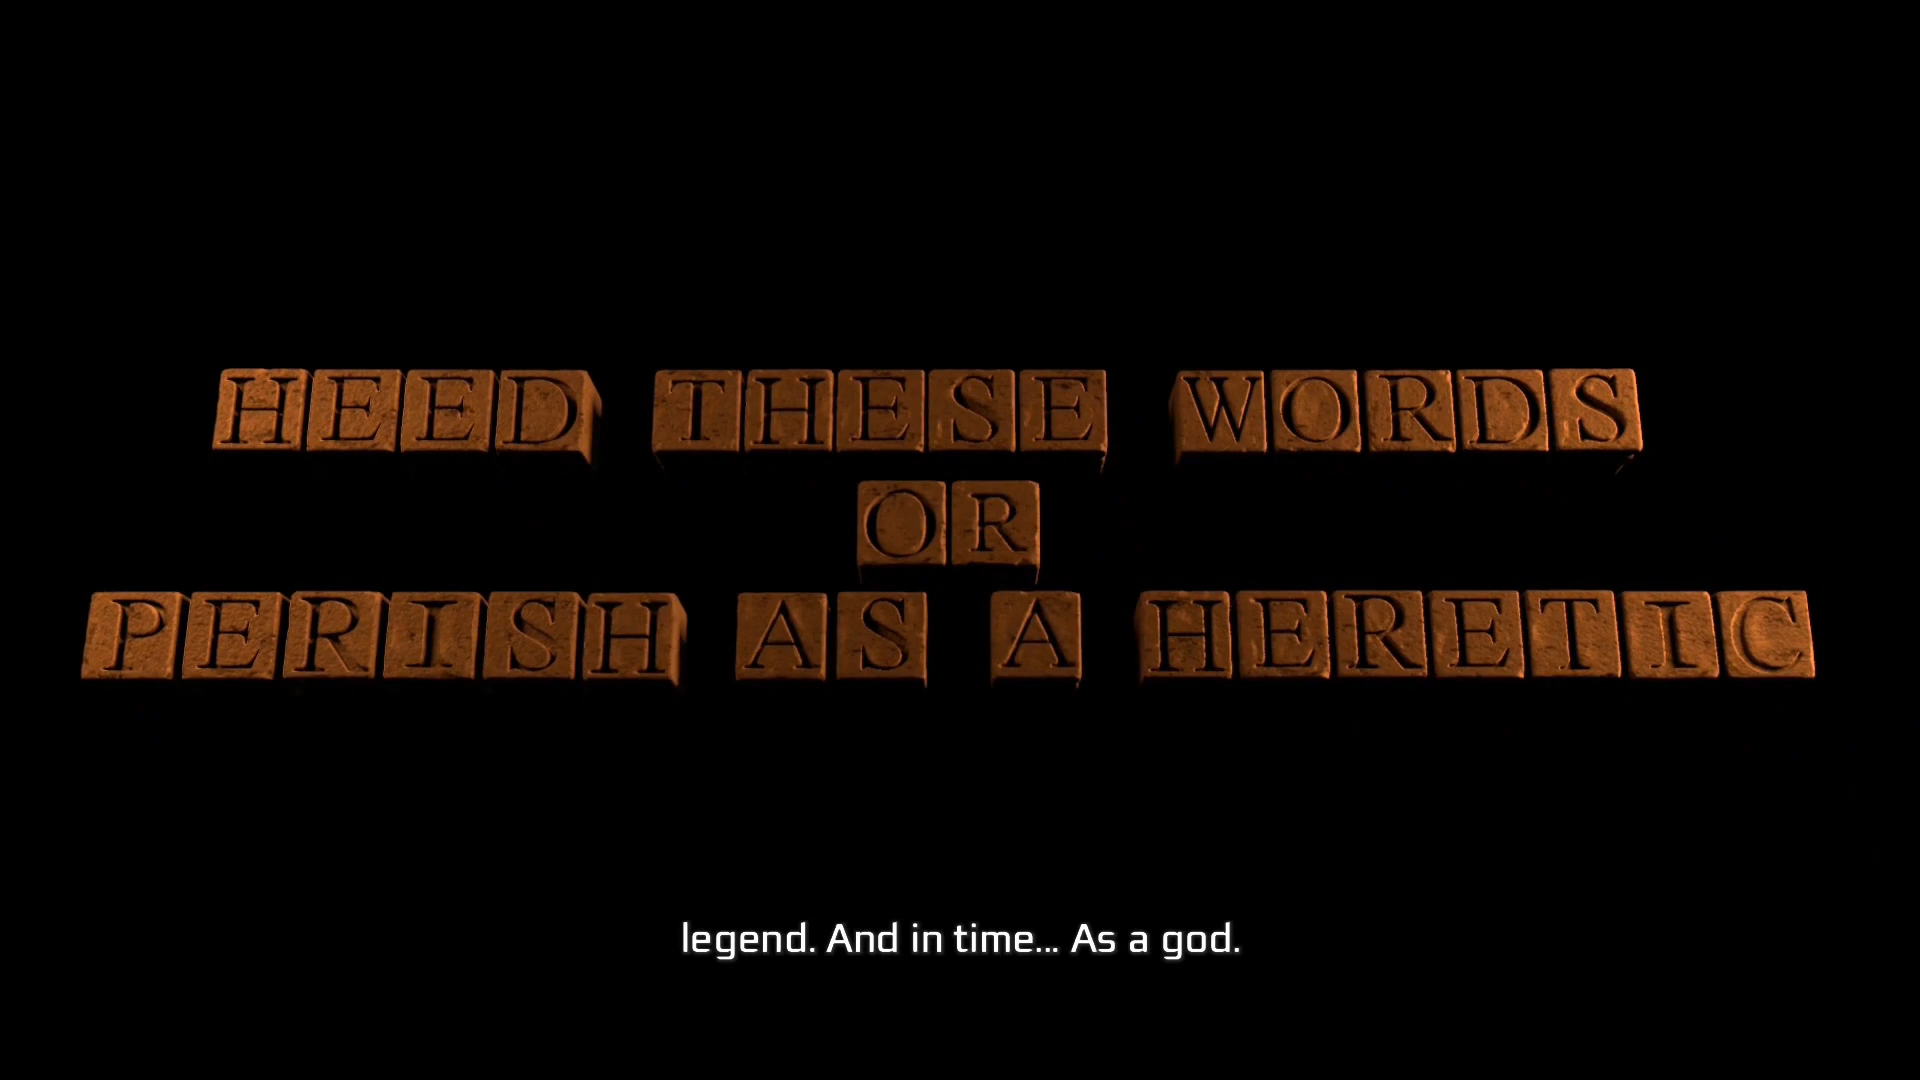 HEED THESE WORDS
OR
PERISH AS A HERETIC
legend. And in time... As a god.